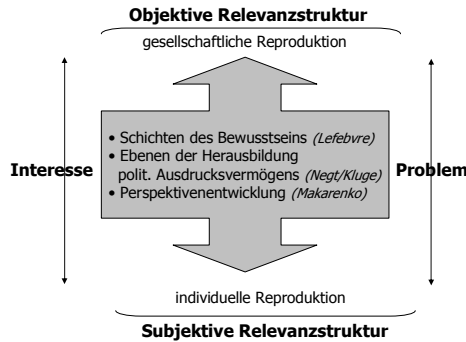 Objektive Relevanzstruktur
gesellschaftliche Reproduktion
• Schichten des Bewusstseins (Lefebvre)
• Ebenen der Herausbildung
polit. Ausdrucksvermögens (Negt/Kluge)
• Perspektivenentwicklung (Makarenko)
Interesse
Problem
individuelle Reproduktion
Subjektive Relevanzstruktur